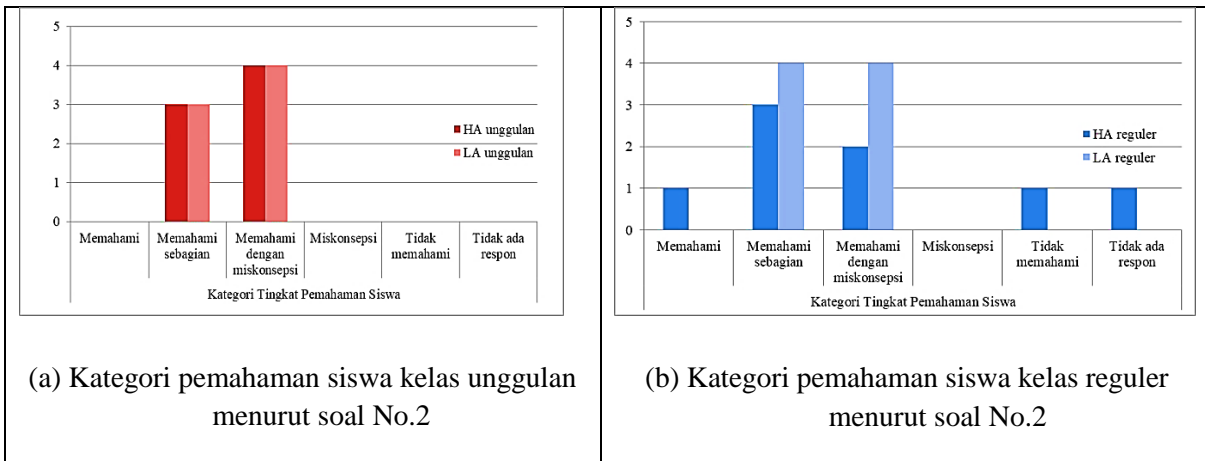 5
4
3
2
1
0
HA unggulan
LA unggulan
Memahami
Memahami
sebagian
Memahami
dengan
miskonsepsi
Miskonsepsi
Tidak
memahami
Tidak ada
respon
Kategori Tingkat Pemahaman Siswa
(a) Kategori pemahaman siswa kelas unggulan
menurut soal No.2
5
4
3
2
1
0
HA reguler
LA reguler
Memahami
Memahami
sebagian
Memahami
dengan
miskonsepsi
Miskonsepsi
Tidak
memahami
Tidak ada
respon
Kategori Tingkat Pemahaman Siswa
(b) Kategori pemahaman siswa kelas reguler
menurut soal No.2